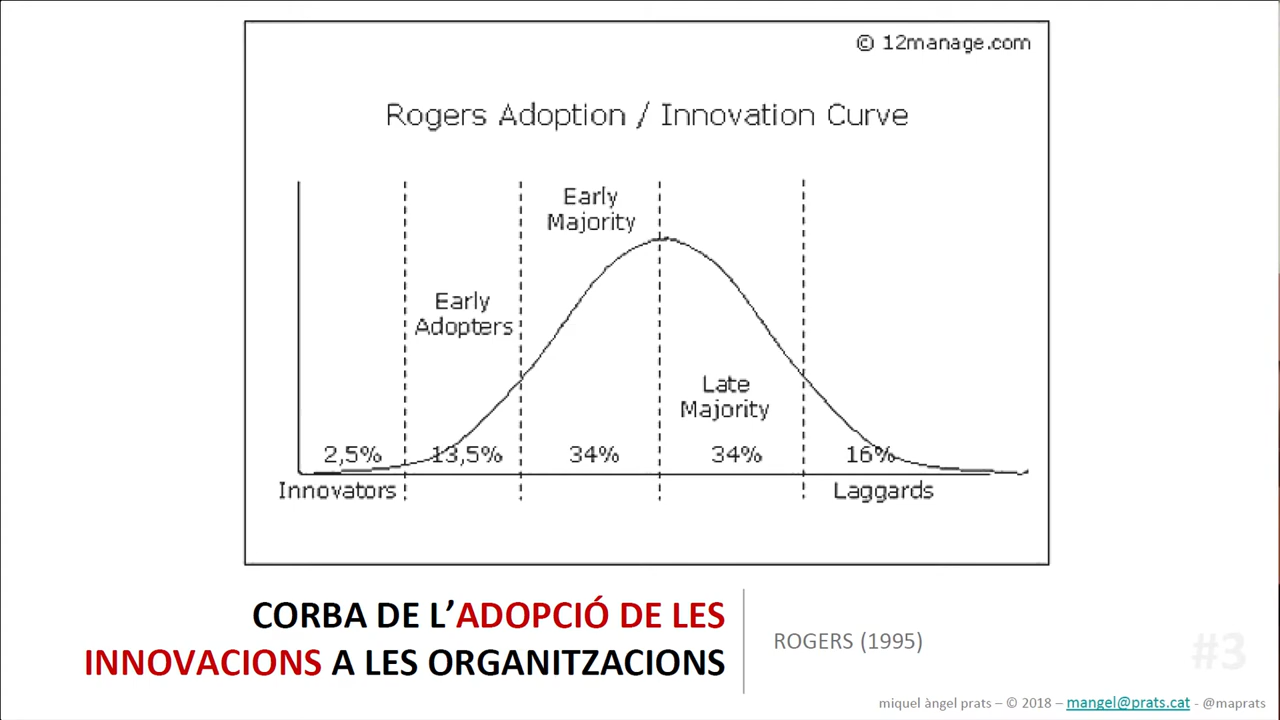 © 12manage.com
Rogers Adoption / Innovation Curve
Early
Majority
Early
Adopters
Late
Majority
2,5%
13,5%
34%
34%
16%
Innovators
Laggards
CORBA DE L’ADOPCIÓ DE LES
INNOVACIONS A LES ORGANITZACIONS
ROGERS (1995)
#3
miquel àngel prats – © 2018 – mangel@prats.cat - @maprats